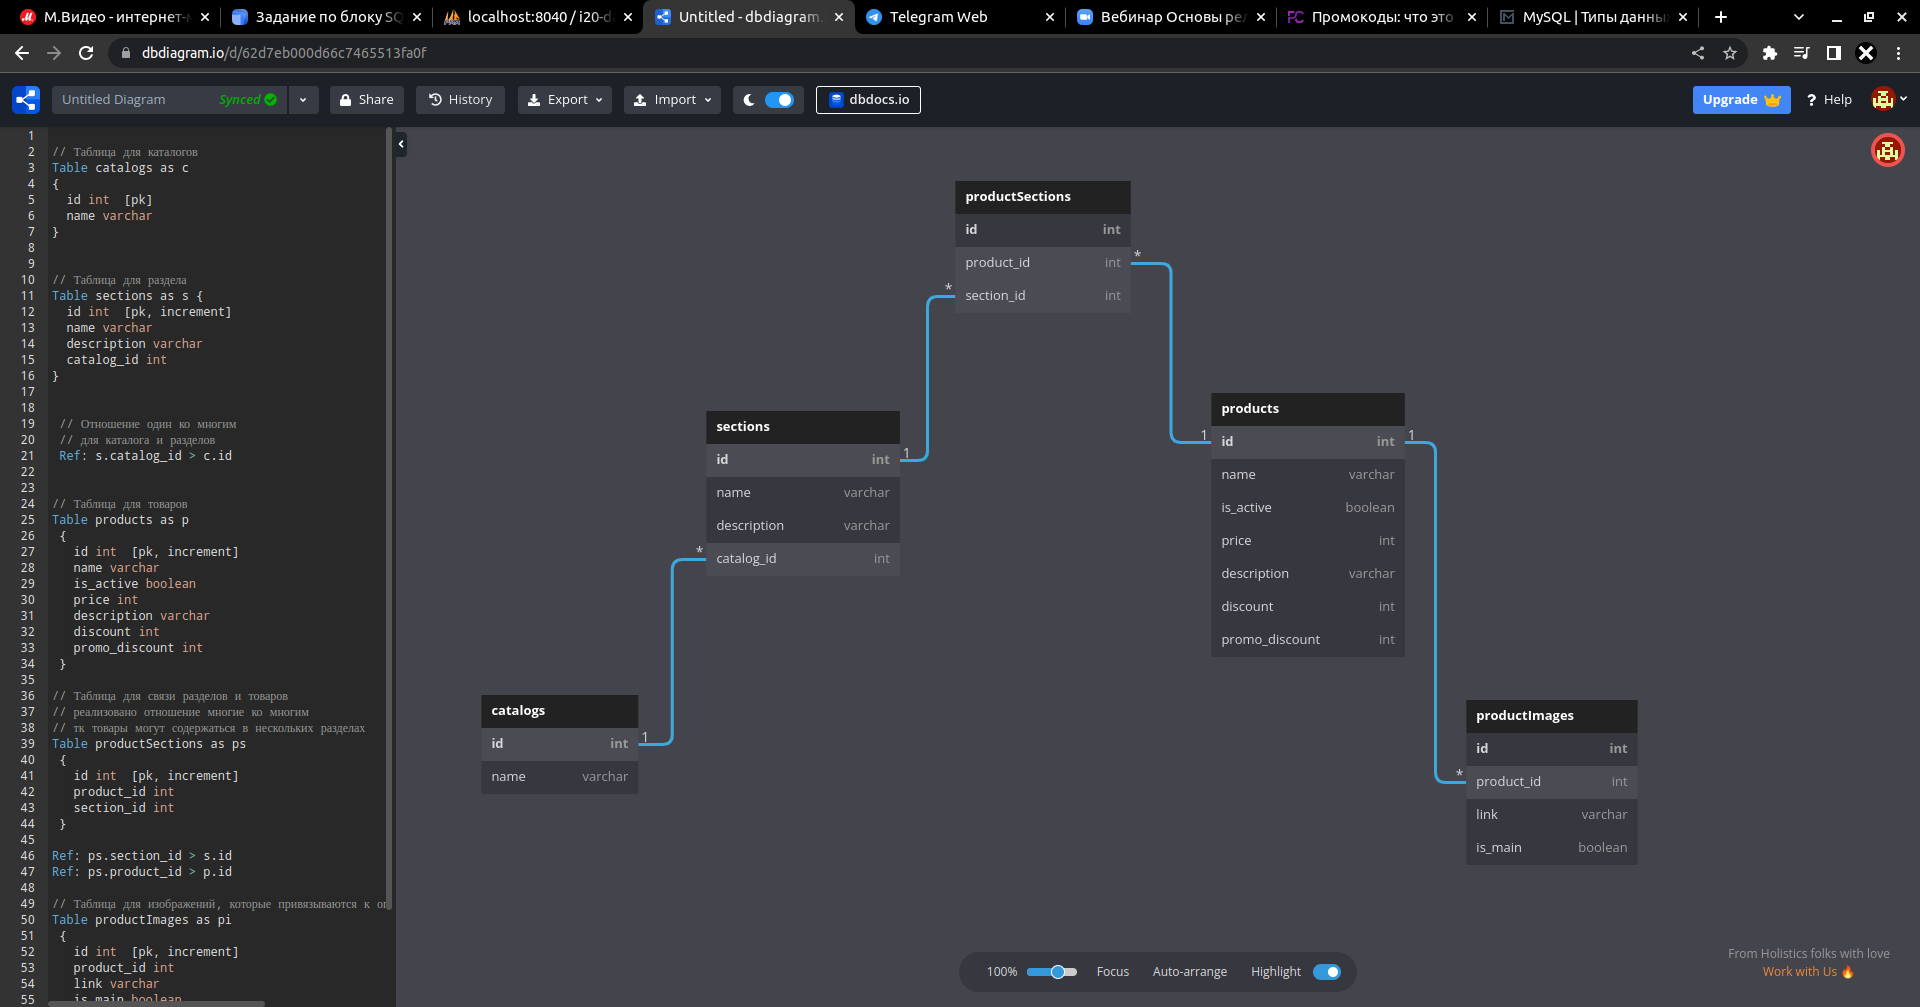 М.Видео - интернет-
Задание по блоку SQ
localhost:8040 / i20-d
Untitled - dbdiagram.
Telegram Web
Вебинар Основы ре
Промокоды: что это
MySQL | Типы данны
dbdiagram.io/d/62d7eb000d66c7465513fa0f
Untitled Diagram
Synced
Share
History
Export
Import
dbdocs.io
Upgrade
? Help
1
2 // Таблица для каталогов
3 Table catalogs as c
4 {
5 id int [pk]
6 name varchar
7 }
8
9
10 // Таблица для раздела
11 Table sections as s {
12 id int [pk, increment]
13 name varchar
14 description varchar
15 catalog_id int
16 }
17
18
19 // Отношение один ко многим
20 // для каталога и разделов
21 Ref: s.catalog_id > c.id
22
23
24 // Таблица для товаров
25 Table products as p
26 {
27 id int [pk, increment]
28 name varchar
29 is_active boolean
30 price int
31 description varchar
32 discount int
33 promo_discount int
34 }
35
36 // Таблица для связи разделов и товаров
37 // реализовано отношение многие ко многим
38 // тк товары могут содержаться в нескольких разделах
39 Table productSections as ps
40 {
41 id int [pk, increment]
42 product_id int
43 section_id int
44 }
45
46 Ref: ps.section_id > s.id
47 Ref: ps.product_id > p.id
48
49 // Таблица для изображений, которые привязываются к оп
50 Table productImages as pi
51 {
52 id int [pk, increment]
53 product_id int
54 link varchar
55 is_main boolean
productSections
id int
product_id int
section_id int
*
*
sections
id int
name varchar
description varchar
catalog_id int
1
*
products
id int
name varchar
is_active boolean
price int
description varchar
discount int
promo_discount int
1
1
catalogs
id int
name varchar
1
productImages
id int
product_id int
link varchar
is_main boolean
*
100%
Focus
Auto-arrange
Highlight
From Holistics folks with love
Work with Us